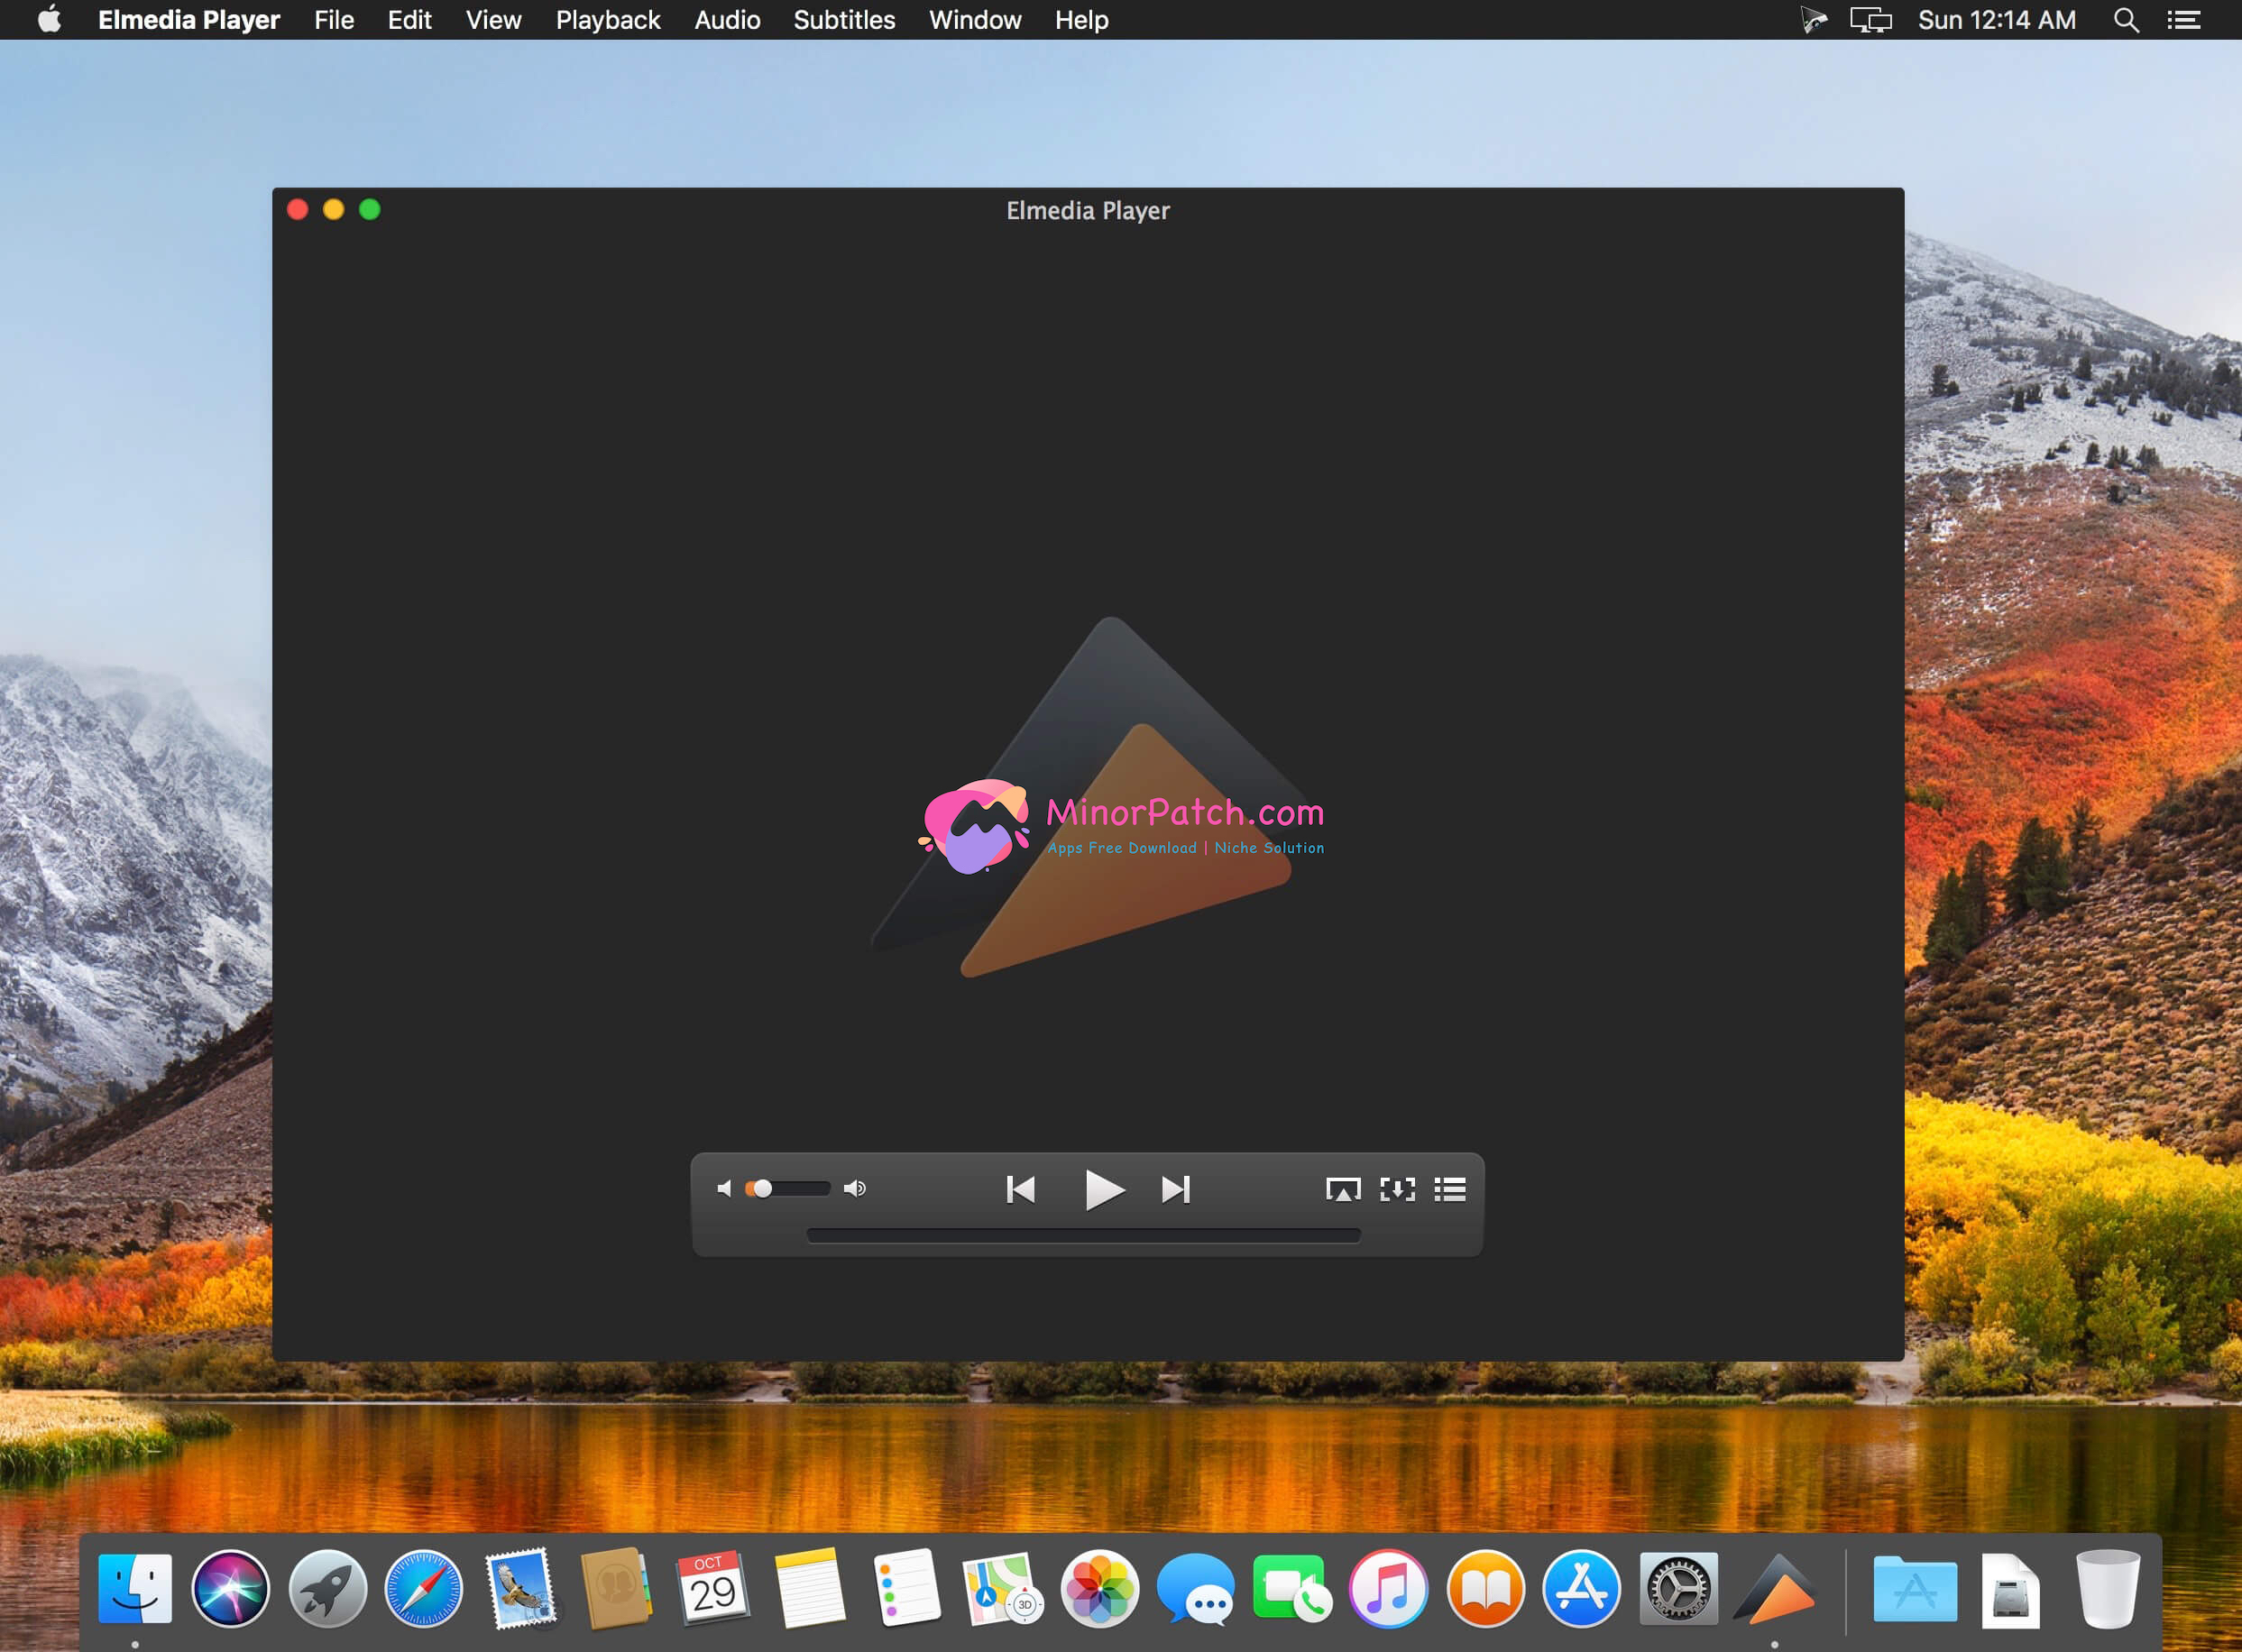 Elmedia Player File Edit View Playback Audio Subtitles Window Help Sun 12:14 AM
Elmedia Player
MinorPatch.com
Apps Free Download | Niche Solution
OCT
29
3D